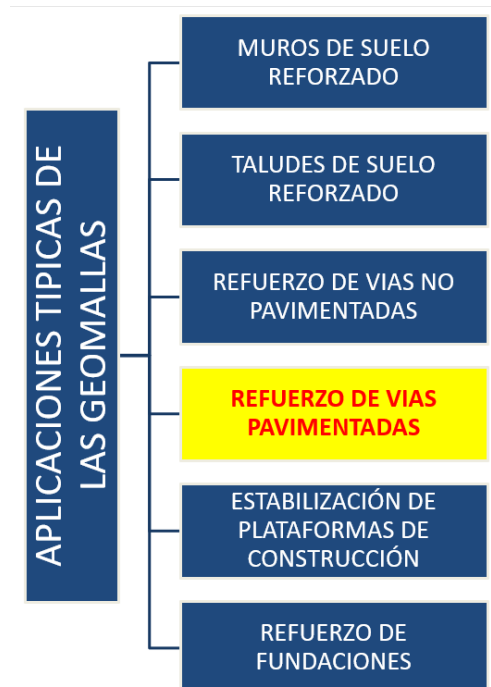 APLICACIONES TIPICAS DE
LAS GEOMALLAS
MUROS DE SUELO
REFORZADO
TALUDES DE SUELO
REFORZADO
REFUERZO DE VIAS NO
PAVIMENTADAS
REFUERZO DE VIAS
PAVIMENTADAS
ESTABILIZACIÓN DE
PLATAFORMAS DE
CONSTRUCCIÓN
REFUERZO DE
FUNDACIONES